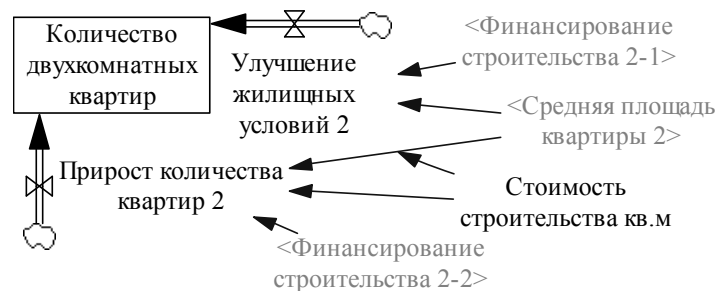 Количество
двухкомнатных
квартир
Улучшение
жилищных
условий 2
<Финансирование
строительства 2-1>
<Средняя площадь
квартиры 2>
Прирост количества
квартир 2
Стоимость
строительства кв.м
<Финансирование
строительства 2-2>